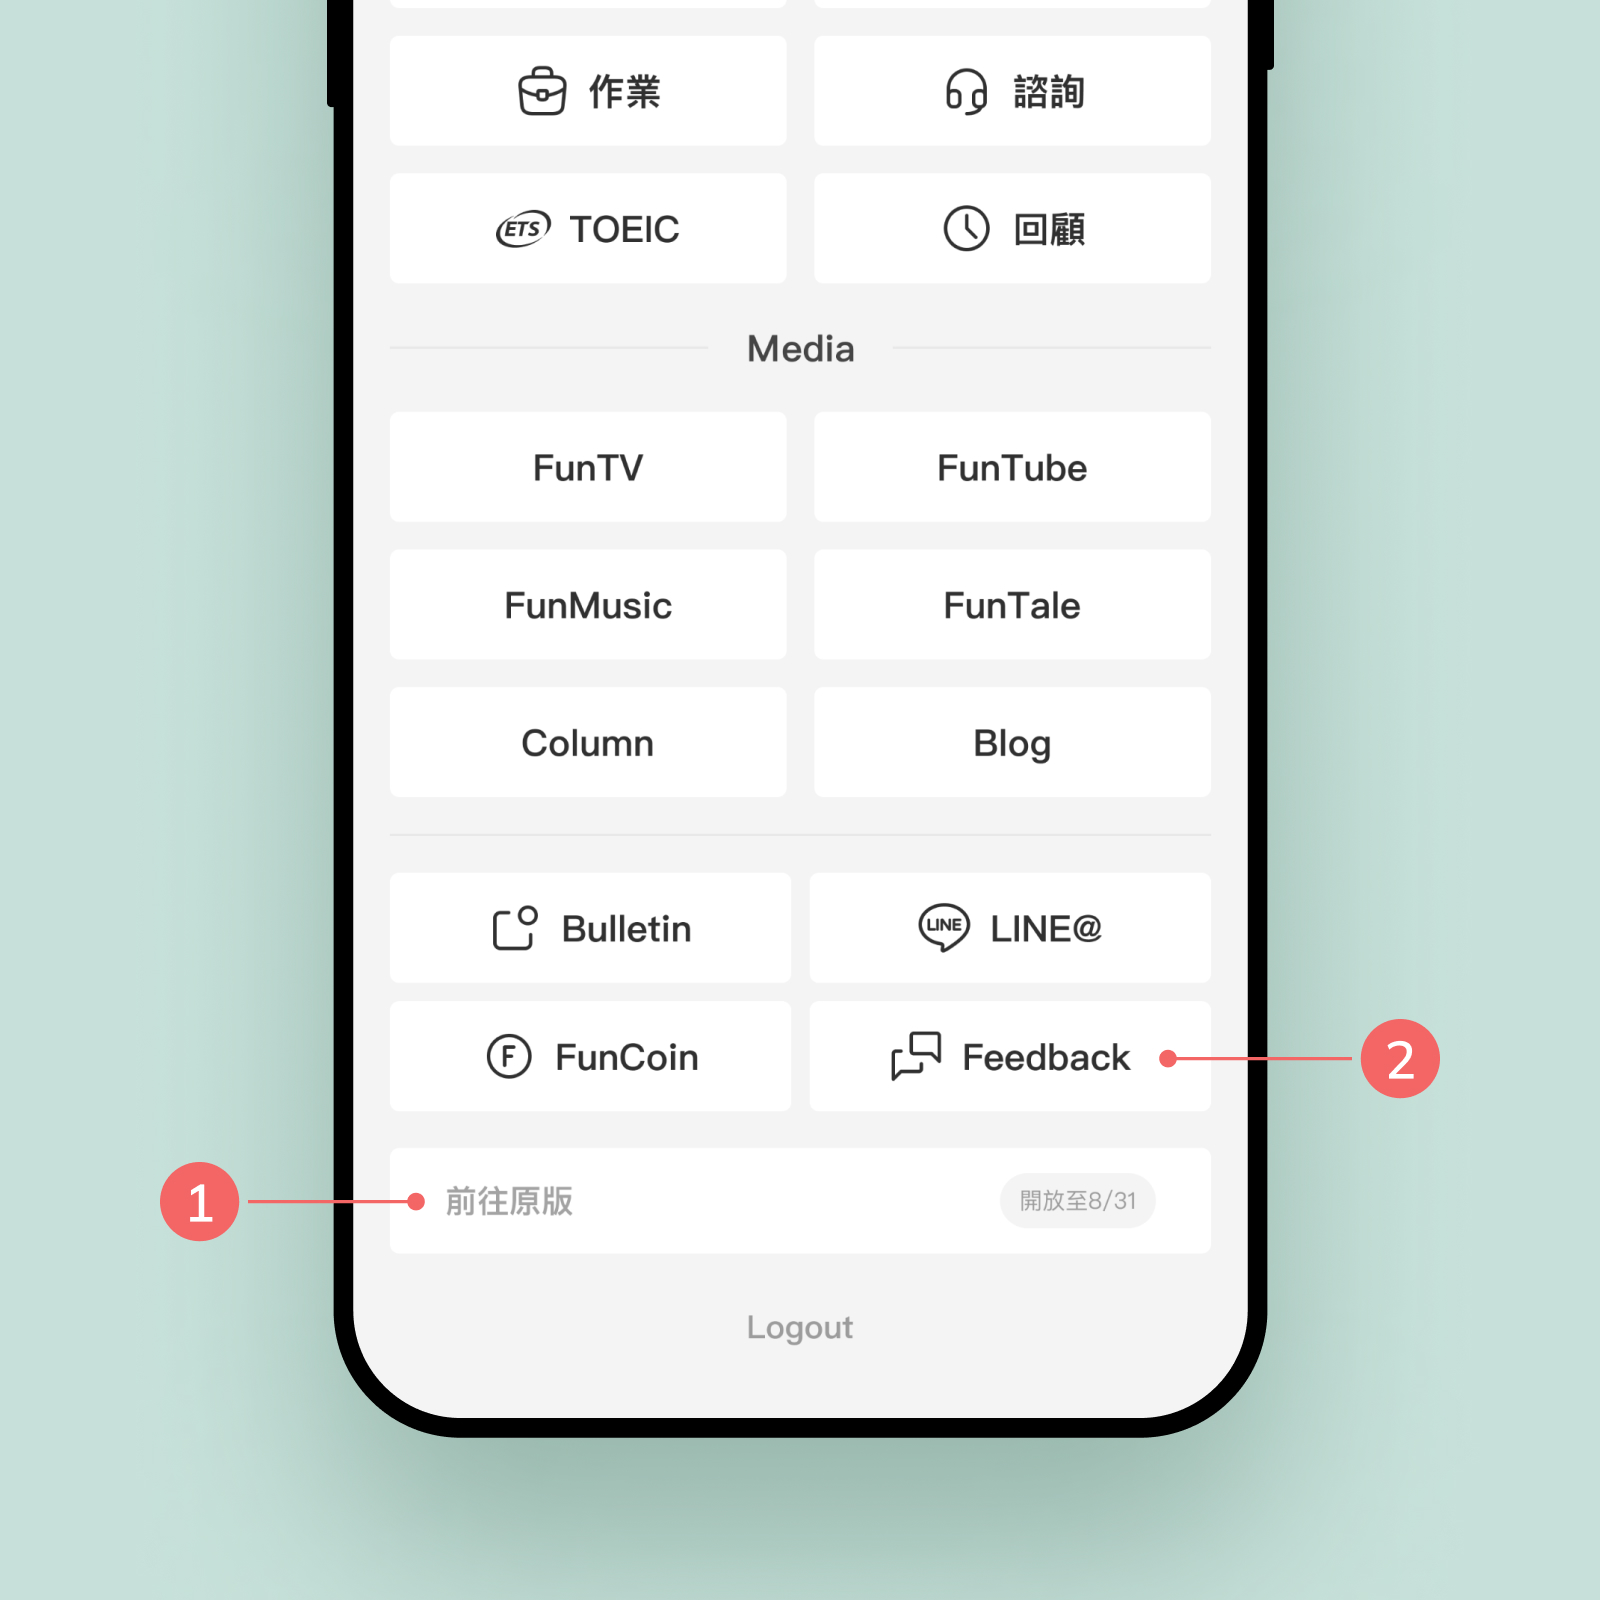 作業
諮詢
ETS TOEIC
回顧
Media
FunTV
FunTube
FunMusic
FunTale
Column
Blog
Bulletin
LINE LINE@
F FunCoin
Feedback
2
1
前往原版
開放至8/31
Logout